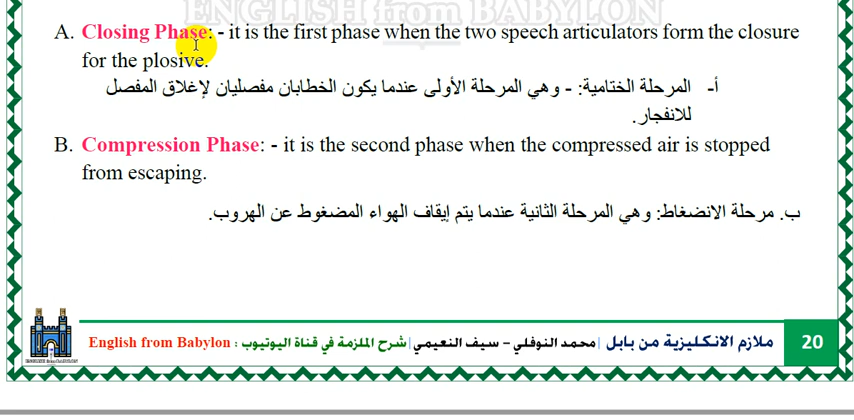 ENGLISH from BABYLON
A. Closing Phase: - it is the first phase when the two speech articulators form the closure
for the plosive.
أ- المرحلة الختامية: - وهي المرحلة الأولى عندما يكون الخطابان مفصليان لإغلاق المفصل
للانفجار.
B. Compression Phase: - it is the second phase when the compressed air is stopped
from escaping.
ب. مرحلة الانضغاط: وهي المرحلة الثانية عندما يتم إيقاف الهواء المضغوط عن الهروب.
20 ملازم الانكليزية من بابل | محمد النوفلي - سيف النعيمي | شرح الملزمة في قناة اليوتيوب : English from Babylon